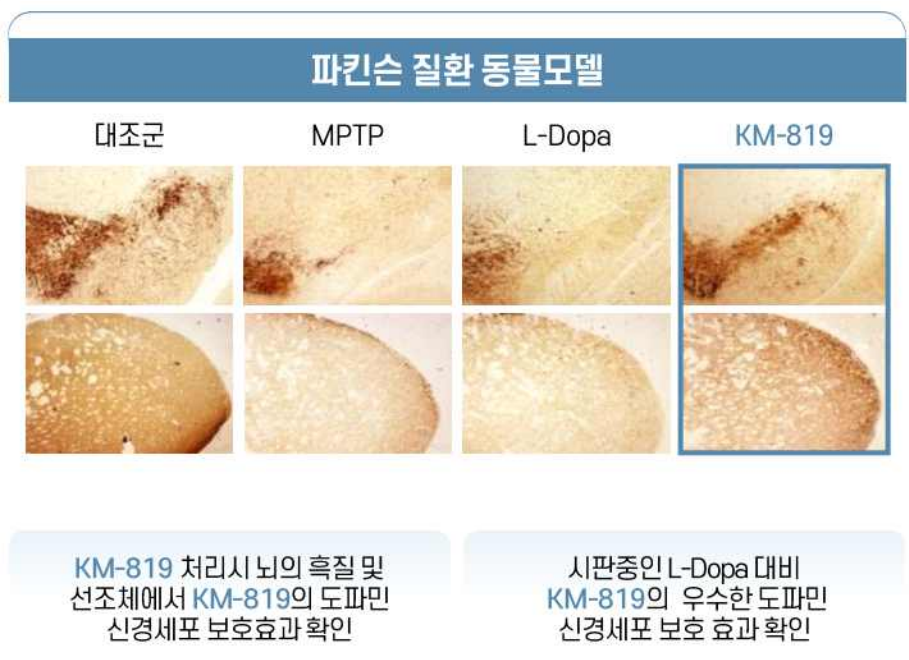 파킨슨 질환 동물모델
대조군 MPTP L-Dopa KM-819
KM-819 처리시 뇌의 흑질 및
선조체에서 KM-819의 도파민
신경세포 보호효과 확인
시판중인 L-Dopa 대비
KM-819의 우수한 도파민
신경세포 보호 효과 확인